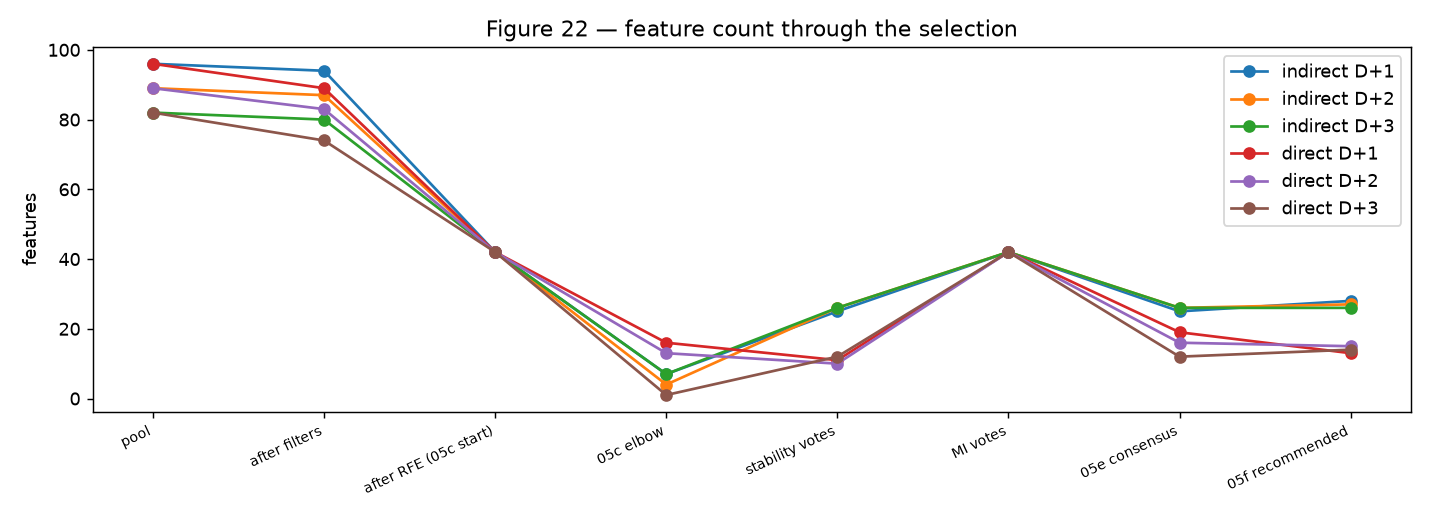 Figure 22 — feature count through the selection
100
80
60
40
20
0
features
indirect D+1
indirect D+2
indirect D+3
direct D+1
direct D+2
direct D+3
pool
after filters
after RFE (05c start)
05c elbow
stability votes
MI votes
05e consensus
05f recommended